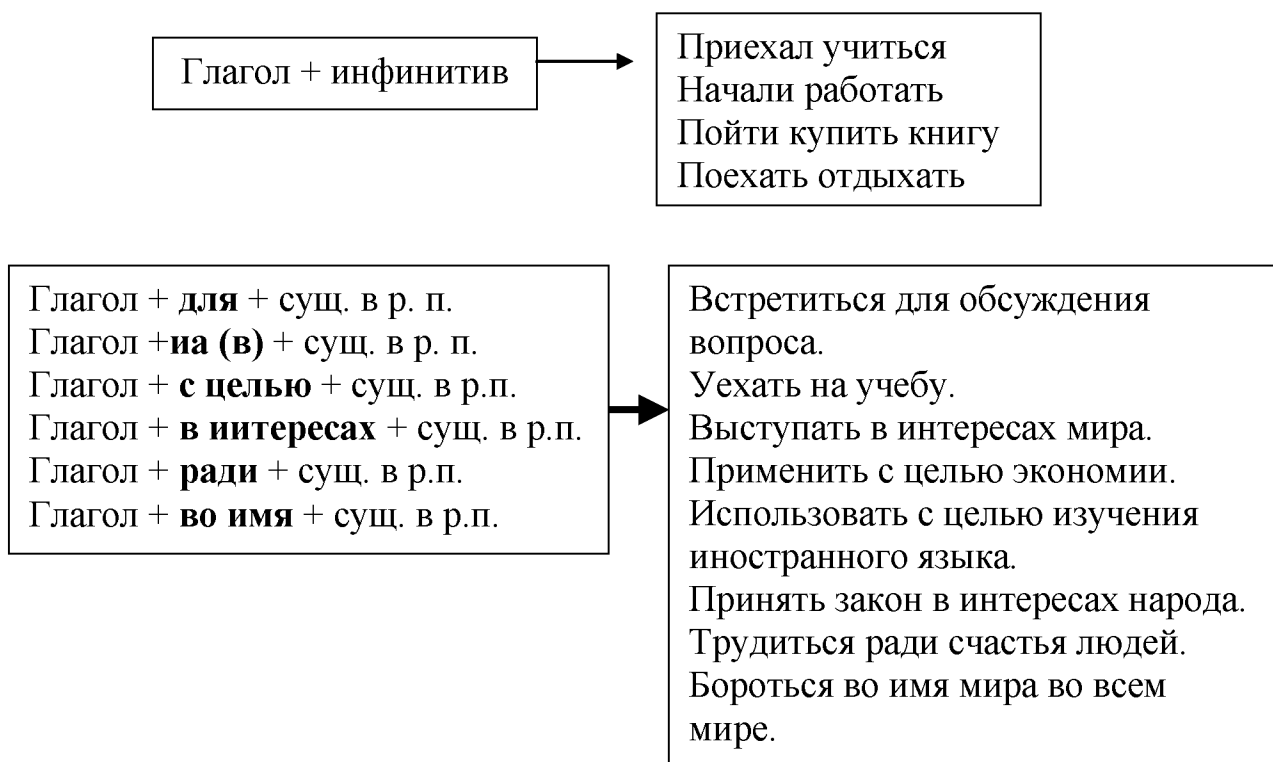 Глагол + инфинитив
Приехал учиться
Начали работать
Пойти купить книгу
Поехать отдыхать
Глагол + для + сущ. в р. п.
Глагол +иа (в) + сущ. в р. п.
Глагол + с целью + сущ. в р.п.
Глагол + в иитересах + сущ. в р.п.
Глагол + ради + сущ. в р.п.
Глагол + во имя + сущ. в р.п.
Встретиться для обсуждения
вопроса.
Уехать на учебу.
Выступать в интересах мира.
Применить с целью экономии.
Использовать с целью изучения
иностранного языка.
Принять закон в интересах народа.
Трудиться ради счастья людей.
Бороться во имя мира во всем
мире.